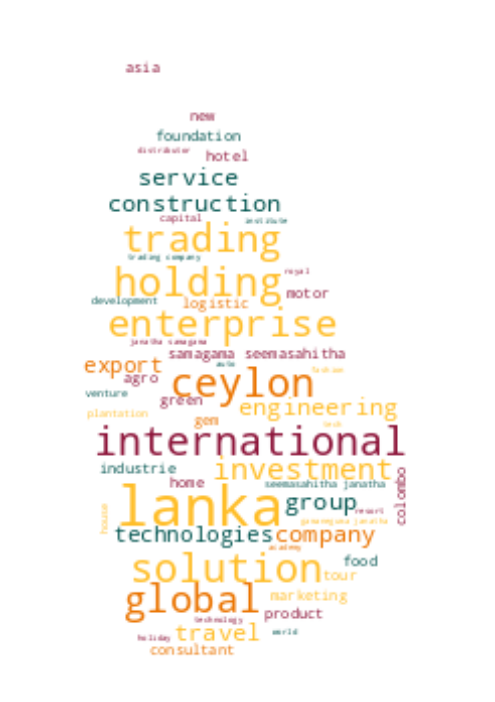 asia
new
foundation
distributor
hotel
service
construction
capital institute
trading
trading company
holding royal
development logistic motor
enterprise
janatha samagama
samagama seemasahitha
export auto fashion
agro ceylon
venture green engineering
plantation gem tech
international
industrie investment
home seemasahitha janatha colombo
lanka group
house resort
technologies company
academy
solution food
tour
global marketing
technology product
holiday travel world
consultant